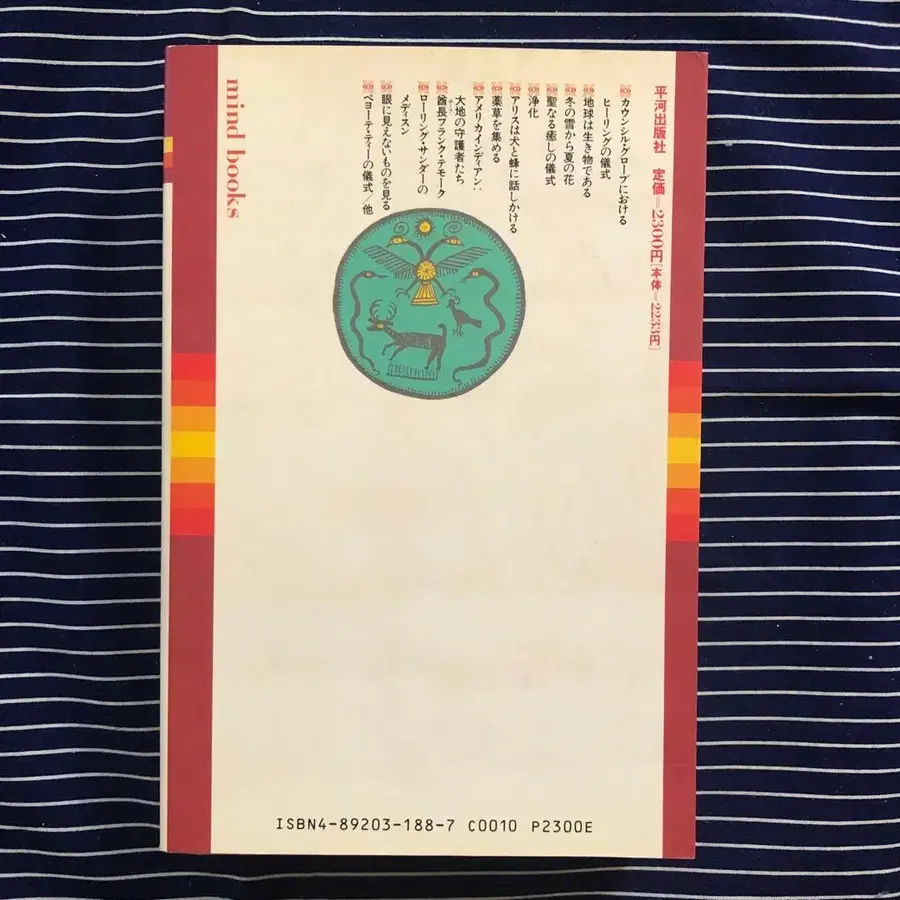 平河出版社 定価=2300円[本体=2233円]
カウンシル・グローブにおける
ヒーリングの儀式
地球は生き物である
冬の雪から夏の花
聖なる癒しの儀式
浄化
アリスは犬と蜂に話しかける
薬草を集める
アメリカインディアン:
大地の守護者たち
酋長フランク・テモーク
ローリング・サンダーの
メディスン
眼に見えないものを見る
ペヨーテ・ティーの儀式/他
mind books
ISBN4-89203-188-7 C0010 P2300E